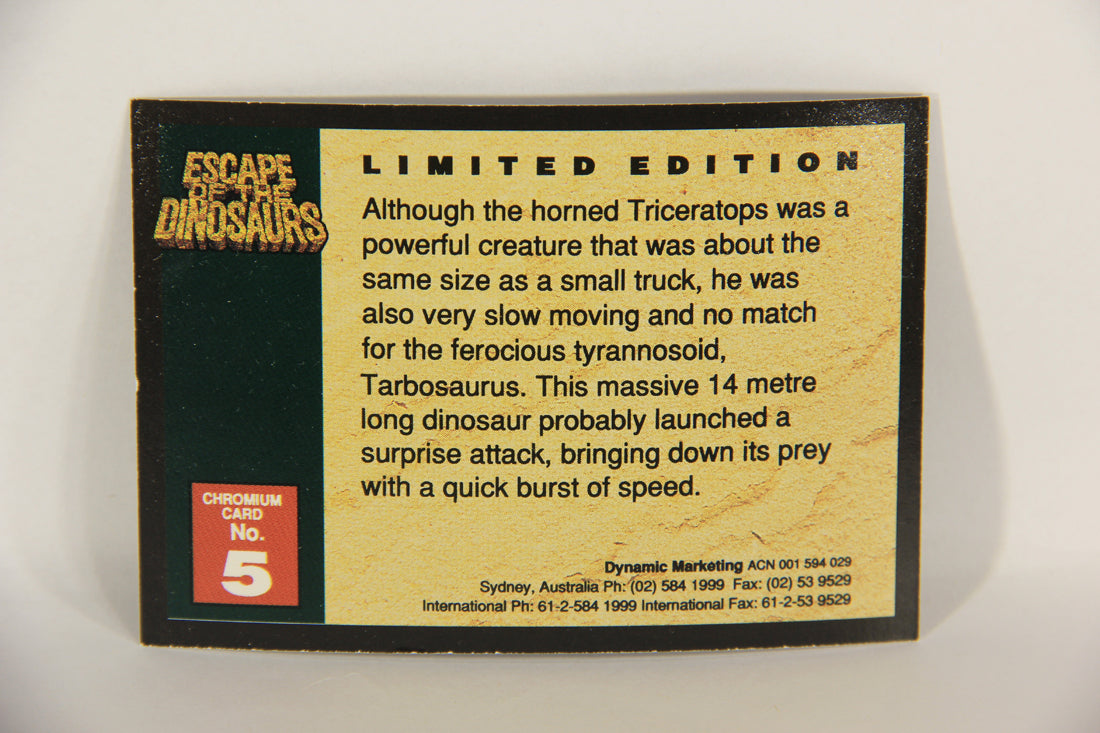 ESCAPE
OF THE
DINOSAURS
LIMITED EDITION
Although the horned Triceratops was a
powerful creature that was about the
same size as a small truck, he was
also very slow moving and no match
for the ferocious tyrannosoid,
Tarbosaurus. This massive 14 metre
long dinosaur probably launched a
surprise attack, bringing down its prey
with a quick burst of speed.
CHROMIUM
CARD
No.
5
Dynamic Marketing ACN 001 594 029
Sydney, Australia Ph: (02) 584 1999 Fax: (02) 53 9529
International Ph: 61-2-584 1999 International Fax: 61-2-53 9529